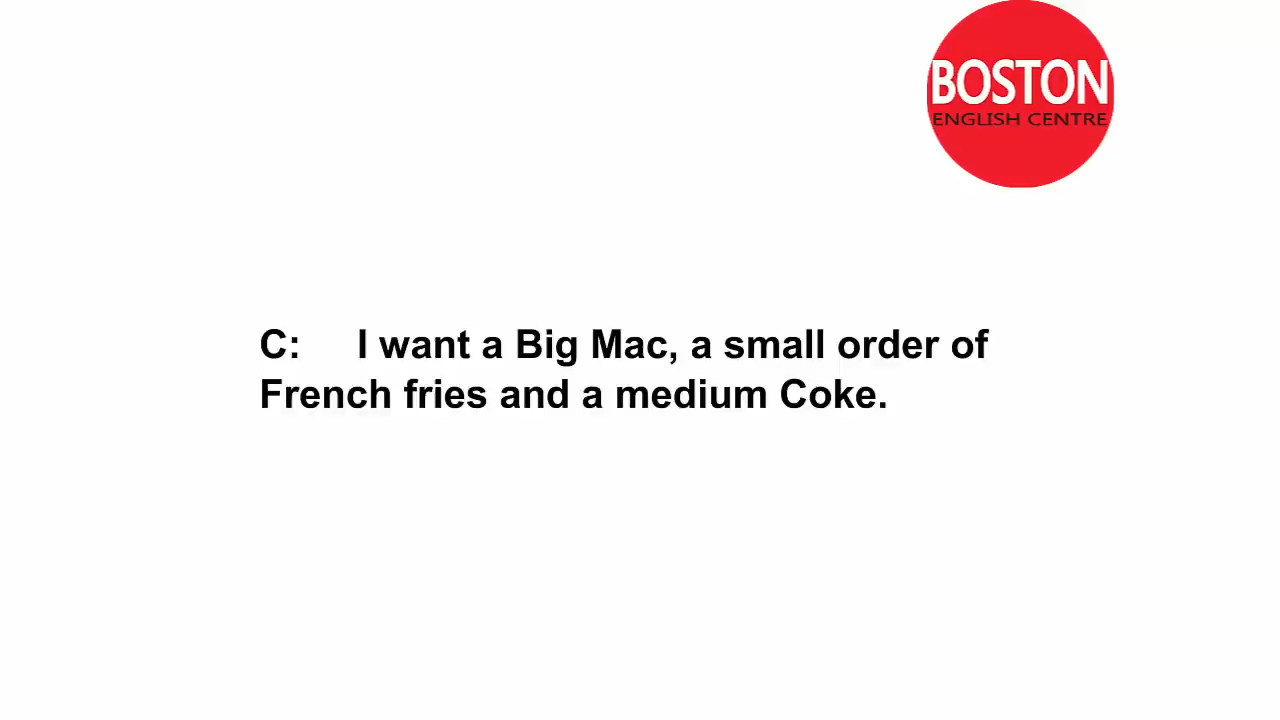 BOSTON
ENGLISH CENTRE
C: I want a Big Mac, a small order of
French fries and a medium Coke.